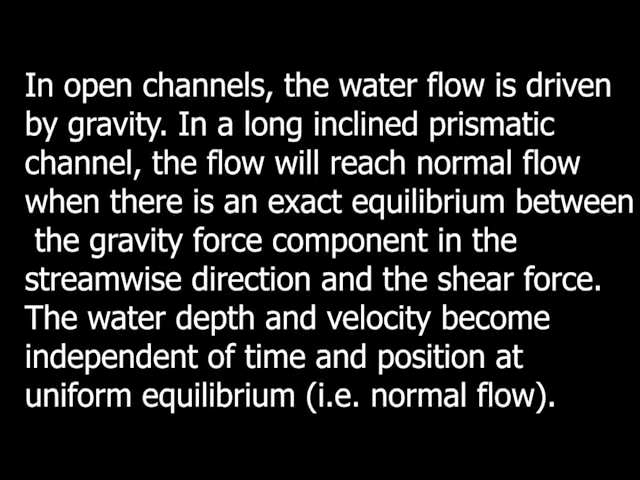 In open channels, the water flow is driven
by gravity. In a long inclined prismatic
channel, the flow will reach normal flow
when there is an exact equilibrium between
the gravity force component in the
streamwise direction and the shear force.
The water depth and velocity become
independent of time and position at
uniform equilibrium (i.e. normal flow).